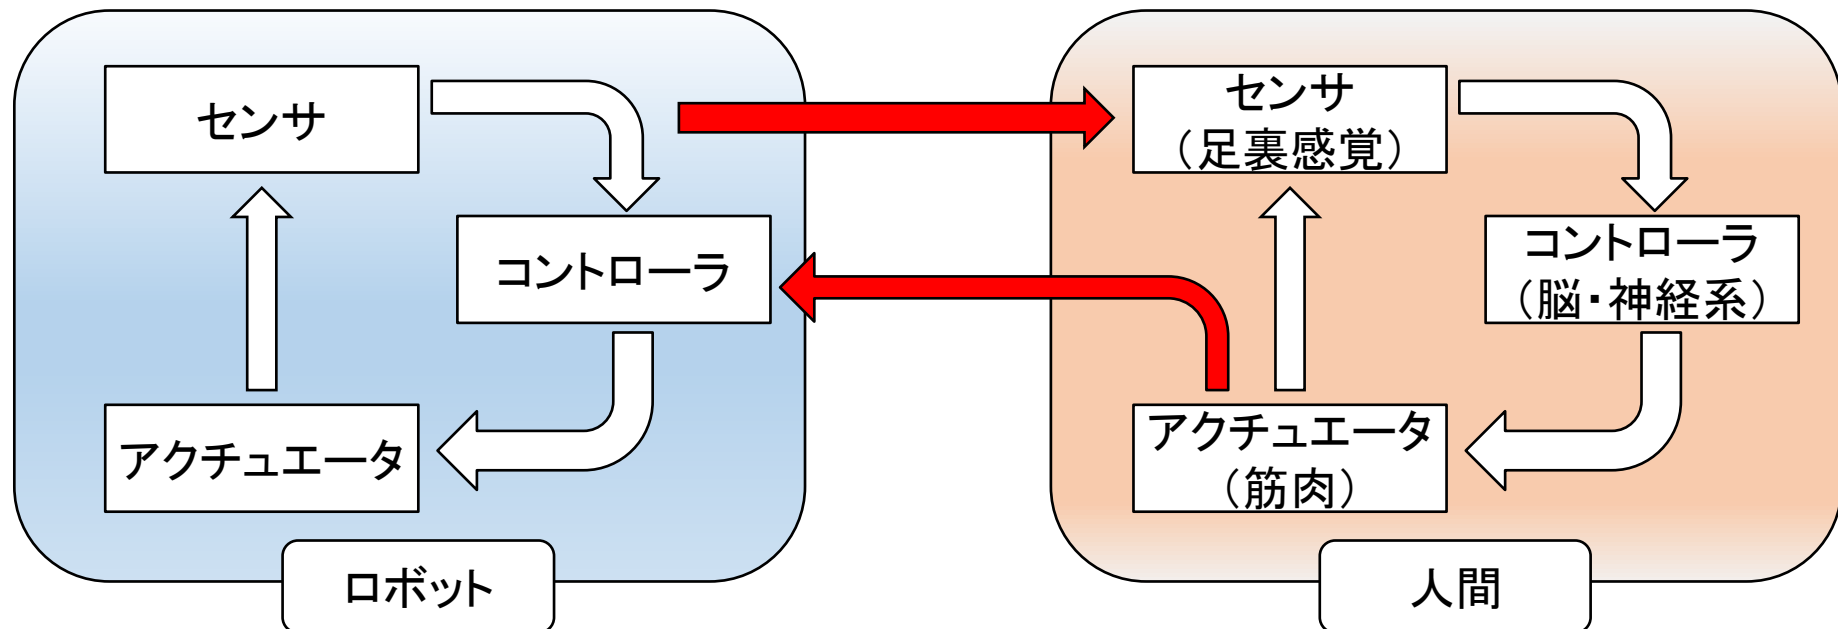 センサ
コントローラ
アクチュエータ
ロボット
センサ
（足裏感覚）
コントローラ
（脳・神経系）
アクチュエータ
（筋肉）
人間